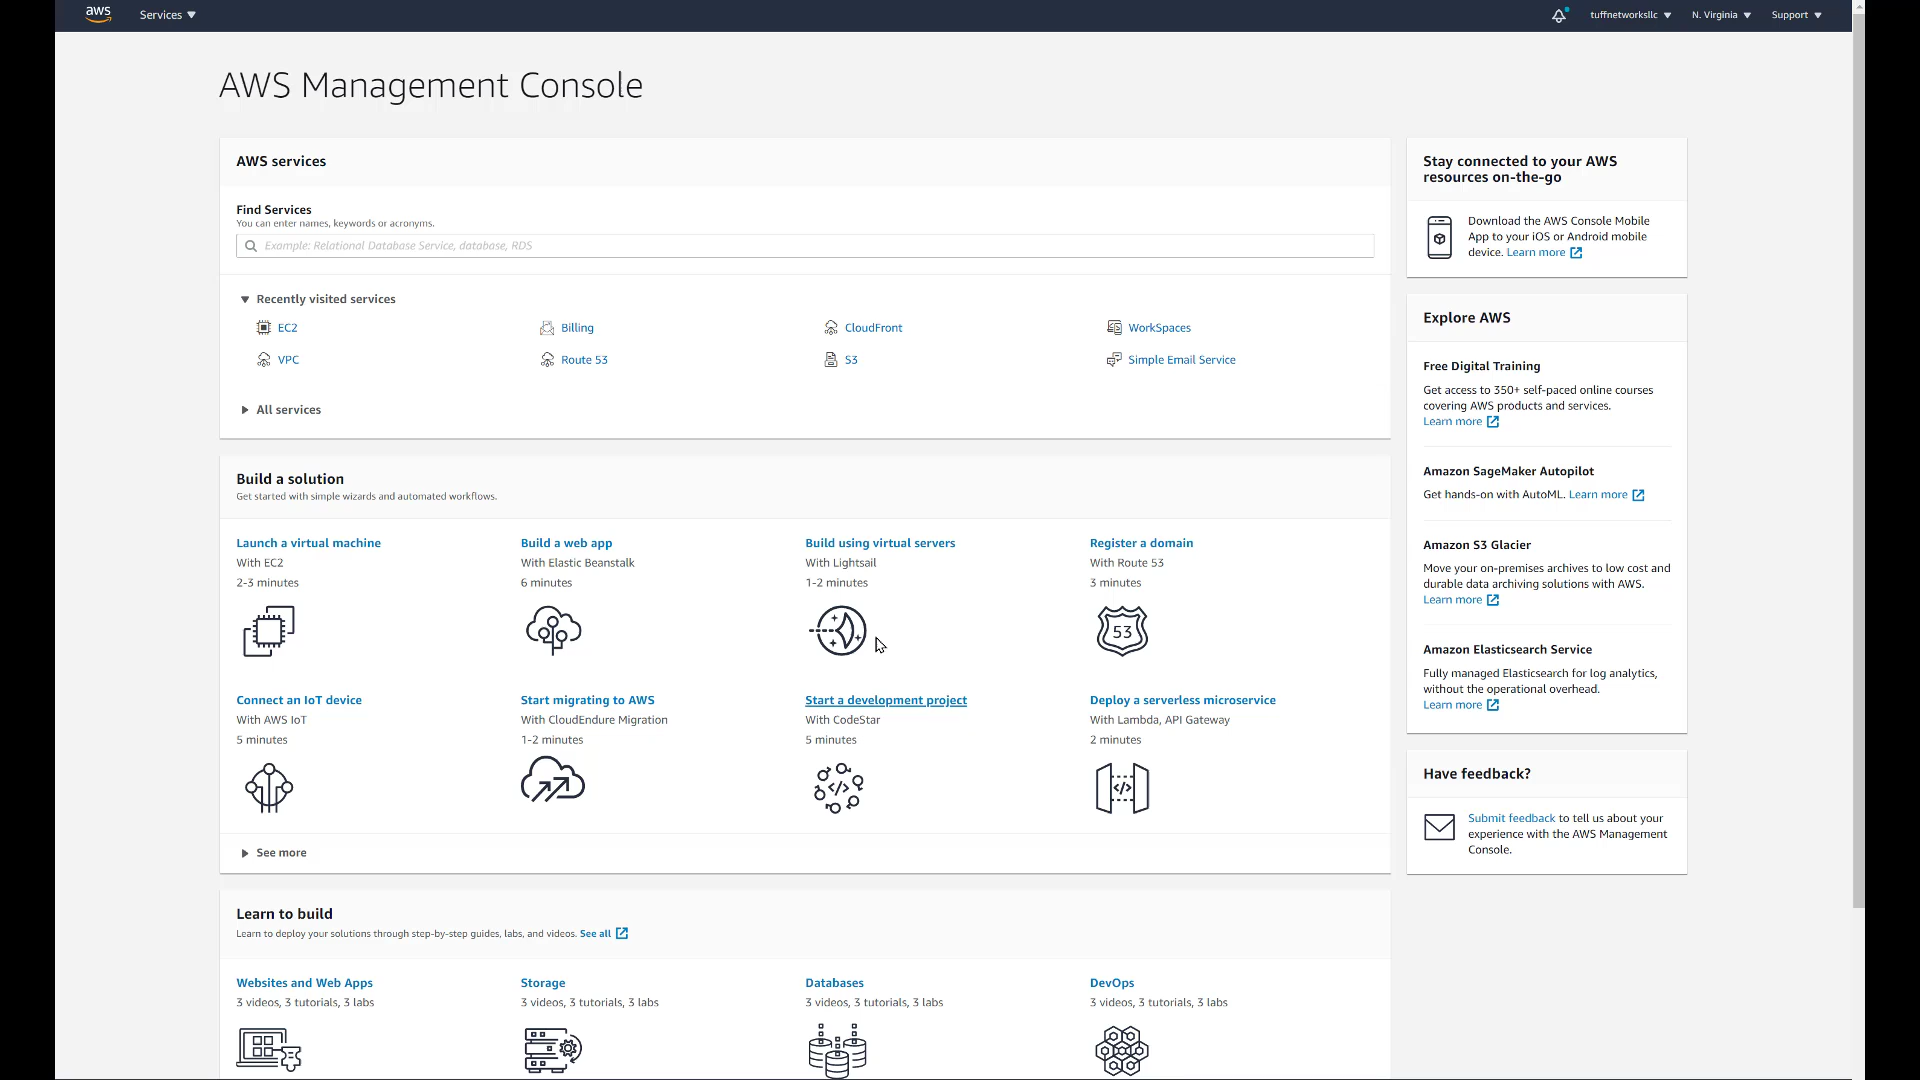 aws
Services
tuffnetworksllc
N. Virginia
Support
AWS Management Console
AWS services
Find Services
You can enter names, keywords or acronyms.
Example: Relational Database Service, database, RDS
Recently visited services
EC2
Billing
CloudFront
WorkSpaces
VPC
Route 53
S3
Simple Email Service
All services
Build a solution
Get started with simple wizards and automated workflows.
Launch a virtual machine
With EC2
2-3 minutes
Build a web app
With Elastic Beanstalk
6 minutes
Build using virtual servers
With Lightsail
1-2 minutes
Register a domain
With Route 53
3 minutes
53
Connect an IoT device
With AWS IoT
5 minutes
Start migrating to AWS
With CloudEndure Migration
1-2 minutes
Start a development project
With CodeStar
5 minutes
</>
Deploy a serverless microservice
With Lambda, API Gateway
2 minutes
</>
See more
Learn to build
Learn to deploy your solutions through step-by-step guides, labs, and videos. See all
Websites and Web Apps
3 videos, 3 tutorials, 3 labs
Storage
3 videos, 3 tutorials, 3 labs
Databases
3 videos, 3 tutorials, 3 labs
DevOps
3 videos, 3 tutorials, 3 labs
Stay connected to your AWS
resources on-the-go
Download the AWS Console Mobile
App to your iOS or Android mobile
device. Learn more
Explore AWS
Free Digital Training
Get access to 350+ self-paced online courses
covering AWS products and services.
Learn more
Amazon SageMaker Autopilot
Get hands-on with AutoML. Learn more
Amazon S3 Glacier
Move your on-premises archives to low cost and
durable data archiving solutions with AWS.
Learn more
Amazon Elasticsearch Service
Fully managed Elasticsearch for log analytics,
without the operational overhead.
Learn more
Have feedback?
Submit feedback to tell us about your
experience with the AWS Management
Console.